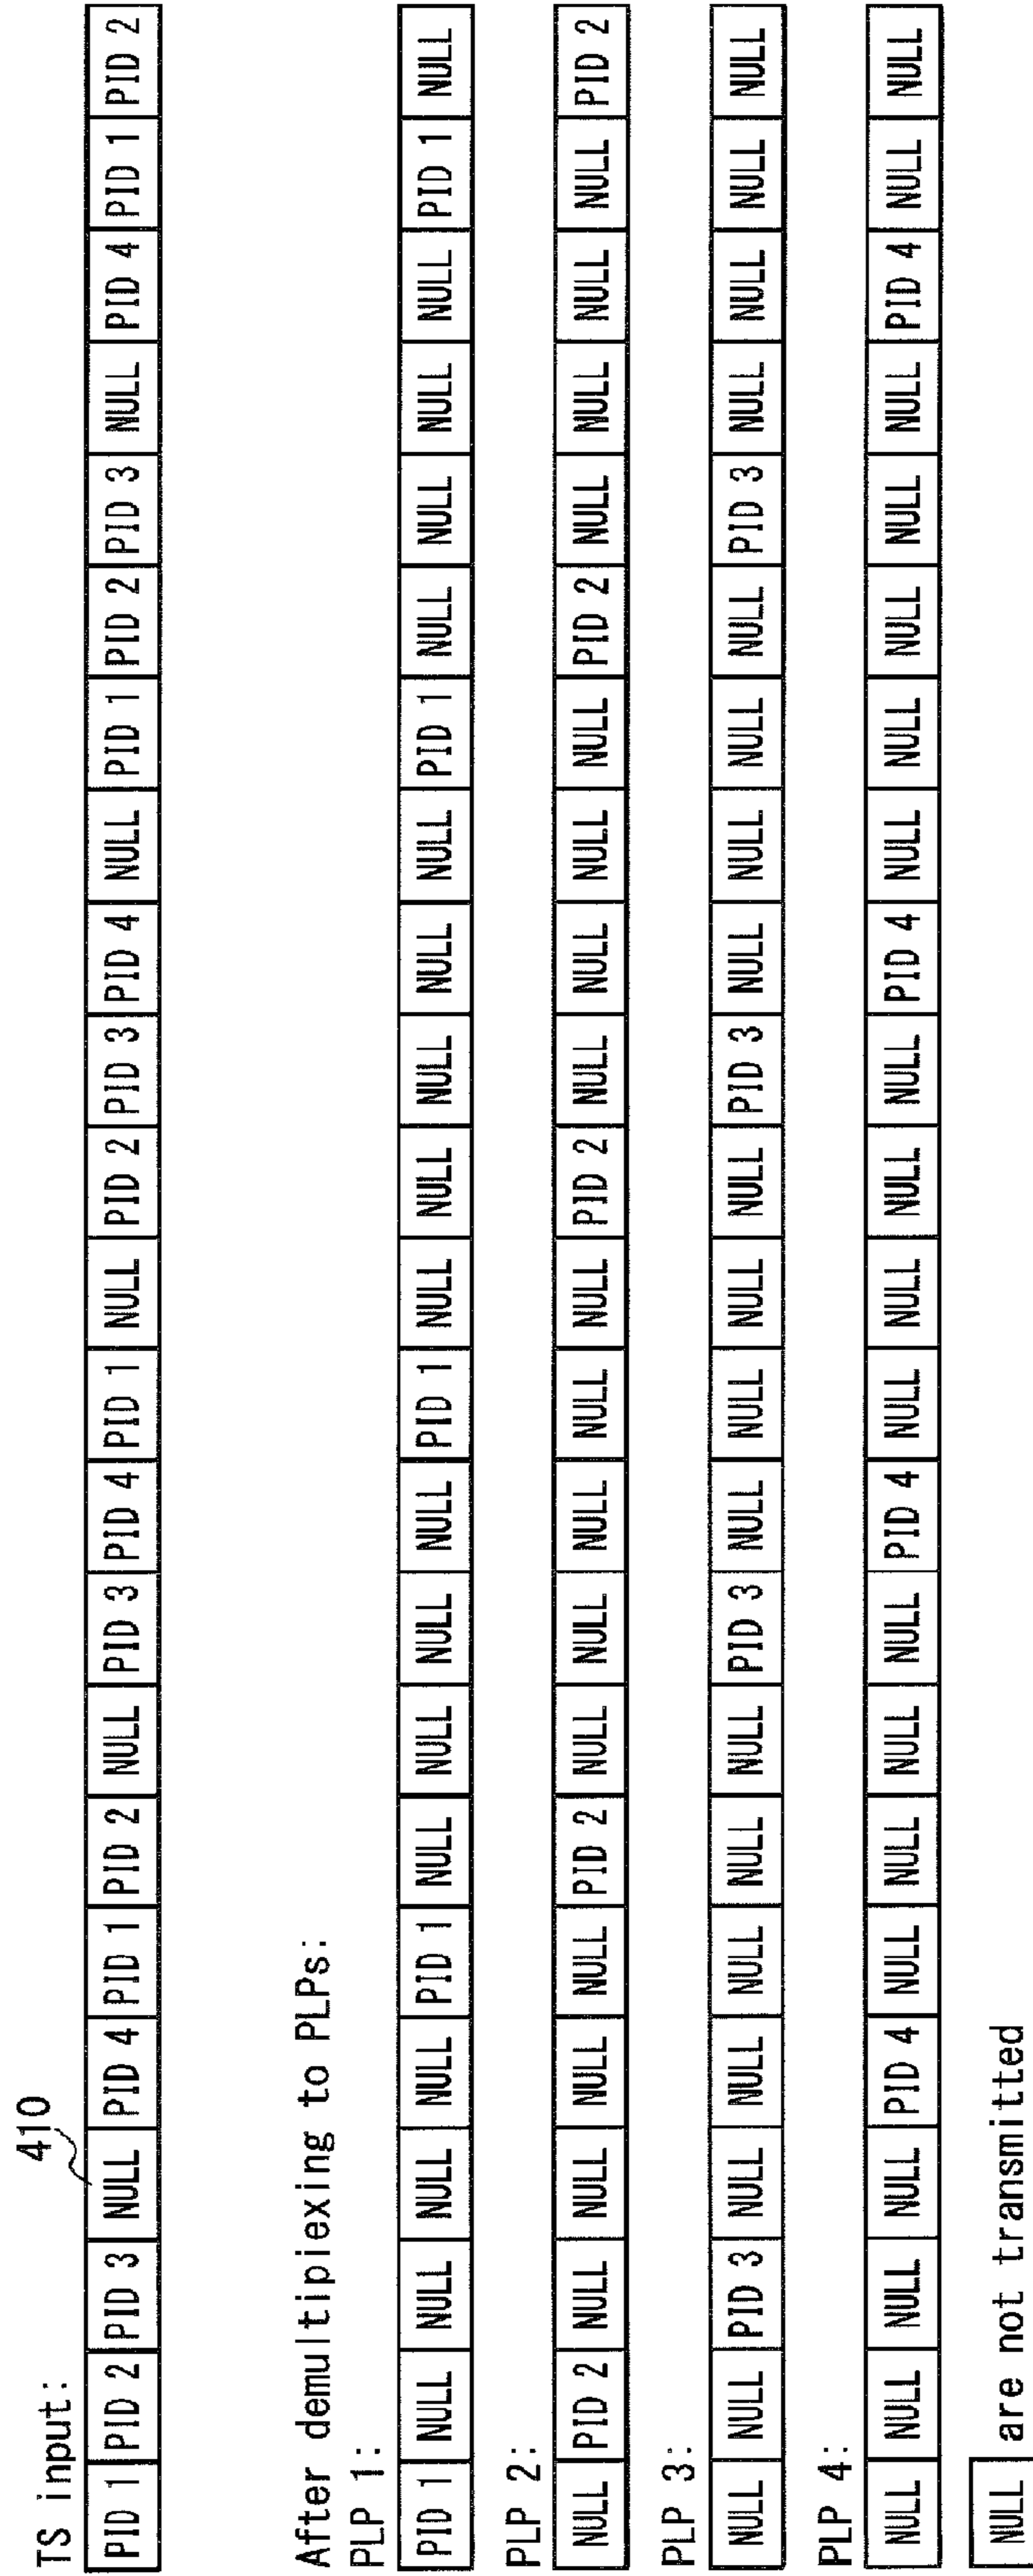 410
TS input:
PID 1 PID 2 PID 3 NULL PID 4 PID 1 PID 2 NULL PID 3 PID 4 PID 1 NULL PID 2 PID 3 PID 4 NULL PID 1 PID 2 PID 3 NULL PID 4 PID 1 PID 2
After demultipiexing to PLPs:
PLP 1:
PID 1 NULL NULL NULL NULL PID 1 NULL NULL NULL NULL PID 1 NULL NULL NULL NULL NULL PID 1 NULL NULL NULL NULL PID 1 NULL
PLP 2:
NULL PID 2 NULL NULL NULL NULL PID 2 NULL NULL NULL NULL NULL PID 2 NULL NULL NULL NULL PID 2 NULL NULL NULL NULL PID 2
PLP 3:
NULL NULL PID 3 NULL NULL NULL NULL NULL PID 3 NULL NULL NULL NULL PID 3 NULL NULL NULL NULL PID 3 NULL NULL NULL NULL
PLP 4:
NULL NULL NULL NULL PID 4 NULL NULL NULL NULL PID 4 NULL NULL NULL NULL PID 4 NULL NULL NULL NULL NULL PID 4 NULL NULL
NULL are not transmitted